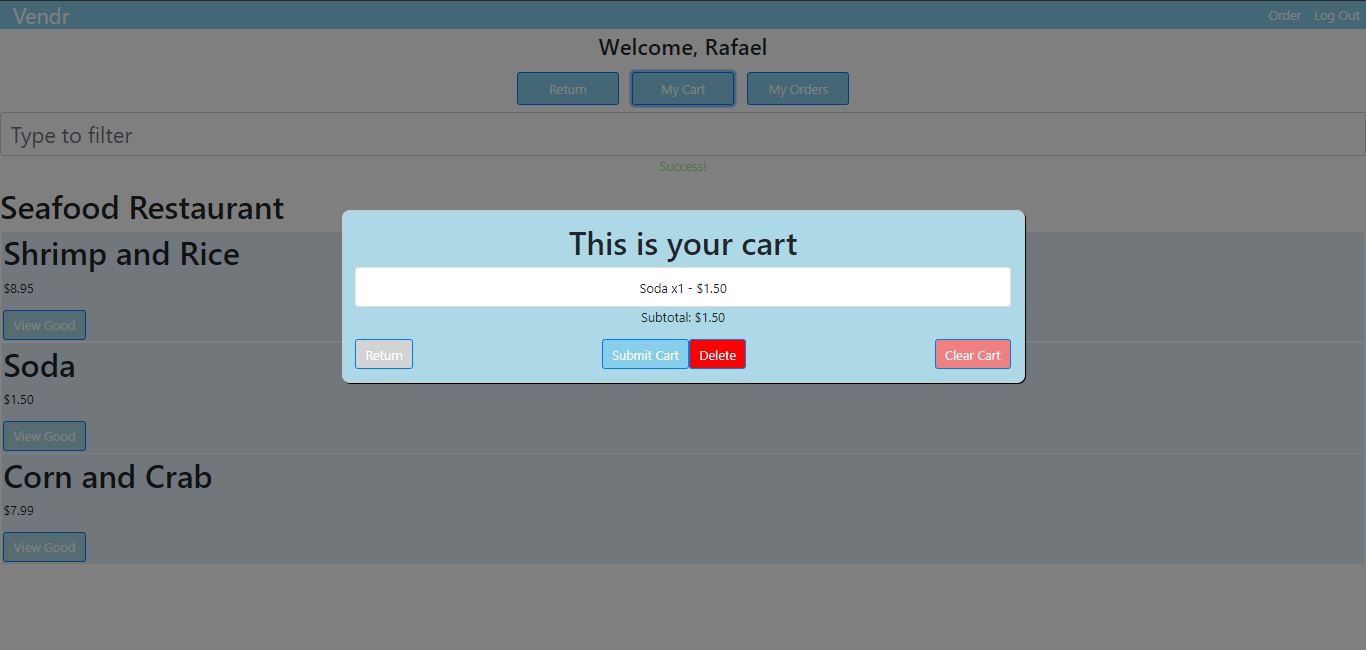 Vendr Order Log Out
Welcome, Rafael
Return My Cart My Orders
Type to filter
Success!
Seafood Restaurant
Shrimp and Rice
$8.95
View Good
Soda
$1.50
View Good
Corn and Crab
$7.99
View Good
This is your cart
Soda x1 - $1.50
Subtotal: $1.50
Return Submit Cart Delete Clear Cart